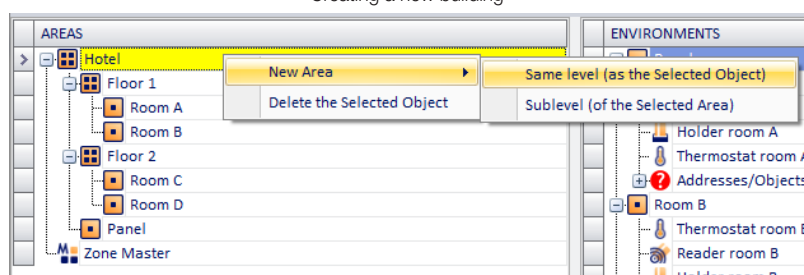 Creating a new building
AREAS
Hotel
Floor 1
Room A
Room B
Floor 2
Room C
Room D
Panel
Zone Master
New Area
Delete the Selected Object
Same level (as the Selected Object)
Sublevel (of the Selected Area)
ENVIRONMENTS
Holder room A
Thermostat room A
Addresses/Objects
Room B
Thermostat room B
Reader room B